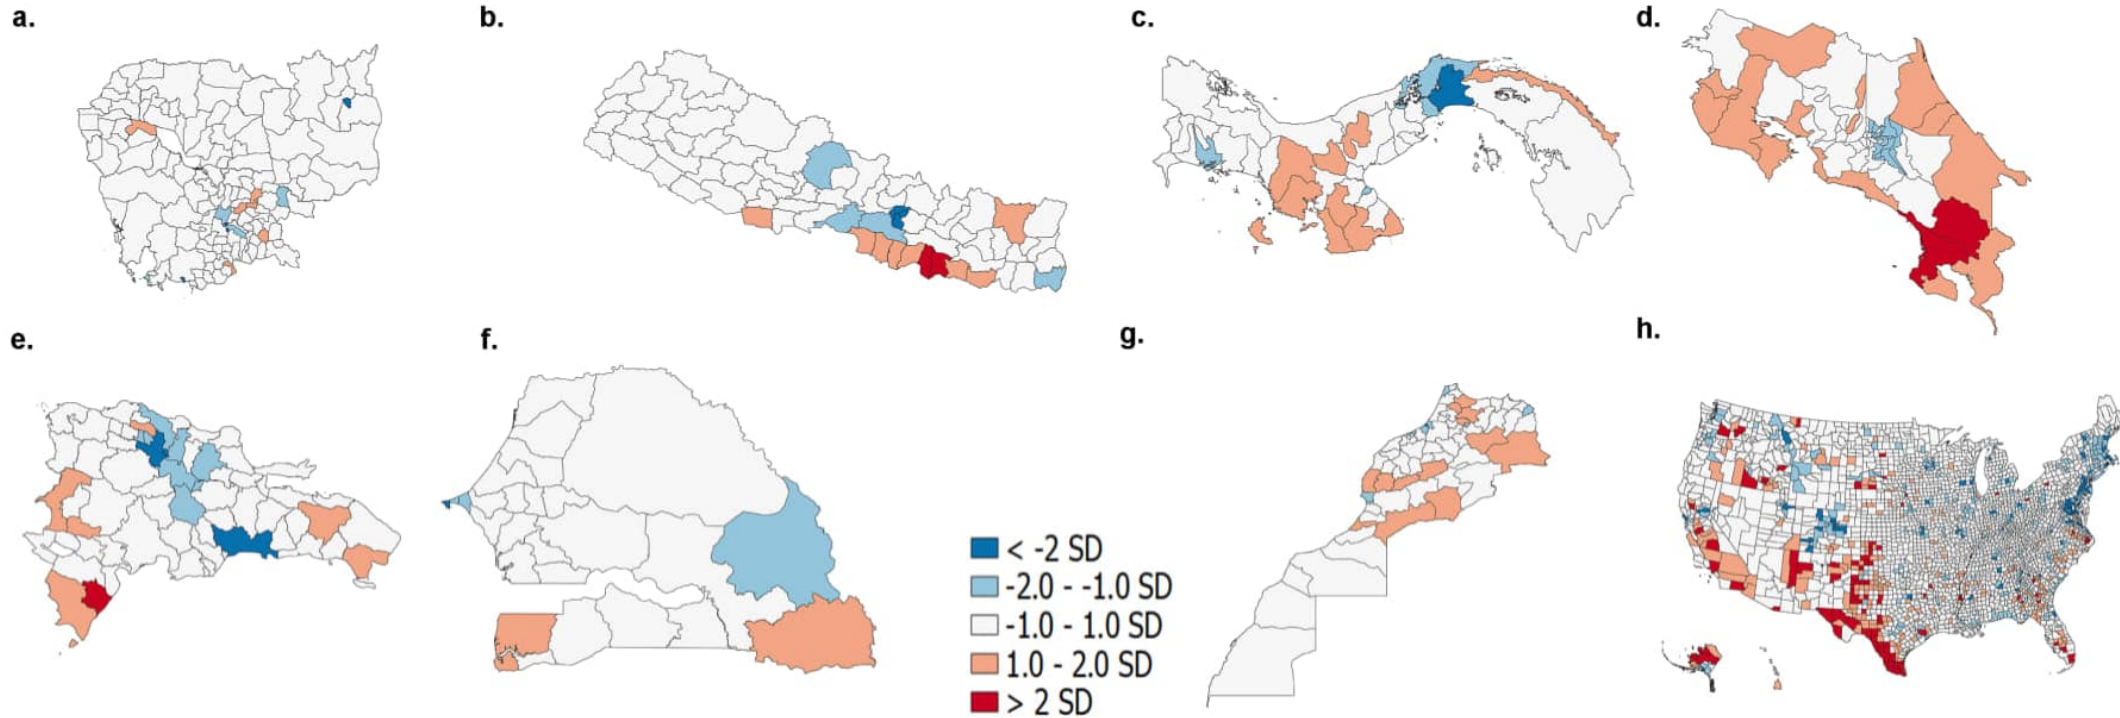 a.
b.
c.
d.
e.
f.
g.
h.
< -2 SD
-2.0 - -1.0 SD
-1.0 - 1.0 SD
1.0 - 2.0 SD
> 2 SD